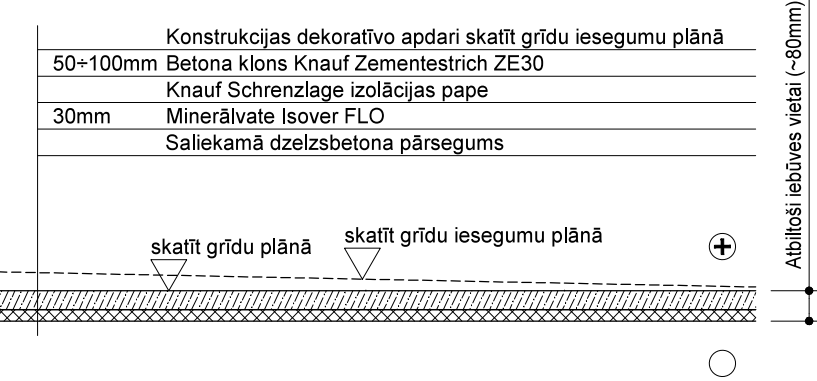 Konstrukcijas dekoratīvo apdari skatīt grīdu iesegumu plānā
50÷100mm Betona klons Knauf Zementestrich ZE30
Knauf Schrenzlage izolācijas pape
30mm Minerālvate Isover FLO
Saliekamā dzelzsbetona pārsegums
Atbiltoši iebūves vietai (~80mm)
skatīt grīdu plānā
skatīt grīdu iesegumu plānā